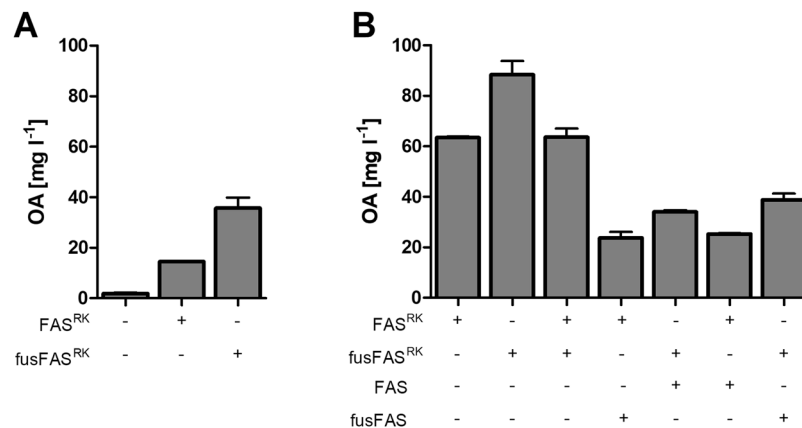 A
B
OA [mg l-1]
100
80
60
40
20
0
FASRK - + -
fusFASRK - - +
OA [mg l-1]
100
80
60
40
20
0
FASRK + - + + - + -
fusFASRK - + + - + - +
FAS - - - - + + -
fusFAS - - - + - - +